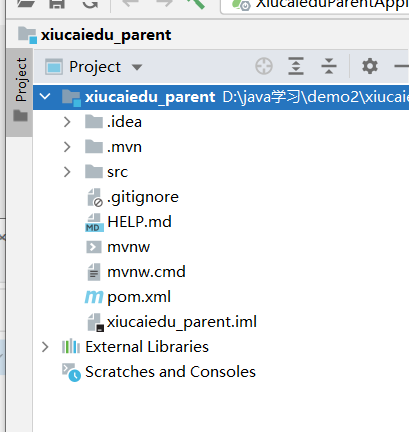 XiucaieduParentAppl
xiucaiedu_parent
Project
Project
xiucaiedu_parent D:\java学习\demo2\xiucaie
.idea
.mvn
src
.gitignore
MD HELP.md
mvnw
mvnw.cmd
m pom.xml
xiucaiedu_parent.iml
External Libraries
Scratches and Consoles